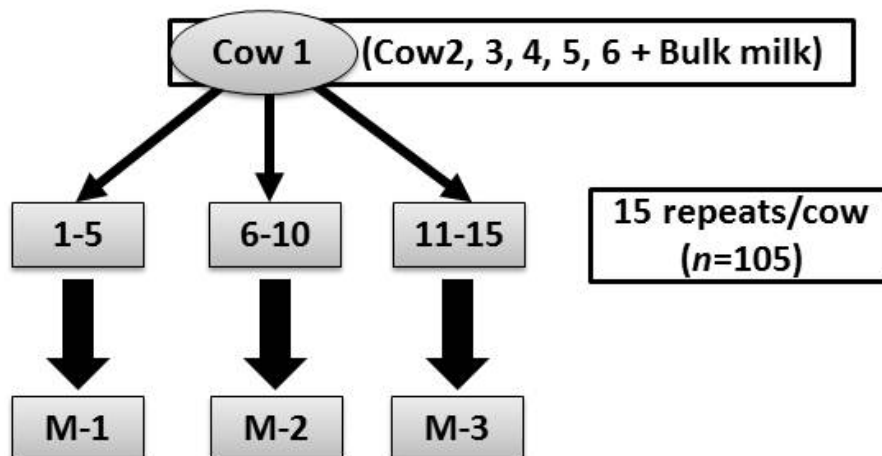 Cow 1 (Cow2, 3, 4, 5, 6 + Bulk milk)
1-5 6-10 11-15
15 repeats/cow
(n=105)
M-1 M-2 M-3